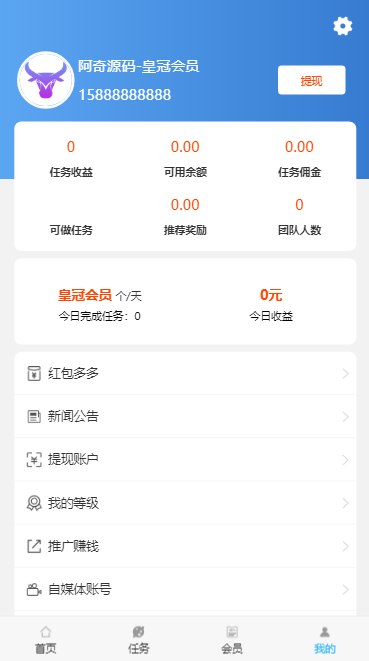 阿奇源码-皇冠会员
15888888888
提现
0 0.00 0.00
任务收益 可用余额 任务佣金
0.00 0
可做任务 推荐奖励 团队人数
皇冠会员 个/天 0元
今日完成任务：0 今日收益
红包多多
新闻公告
提现账户
我的等级
推广赚钱
自媒体账号
首页 任务 会员 我的